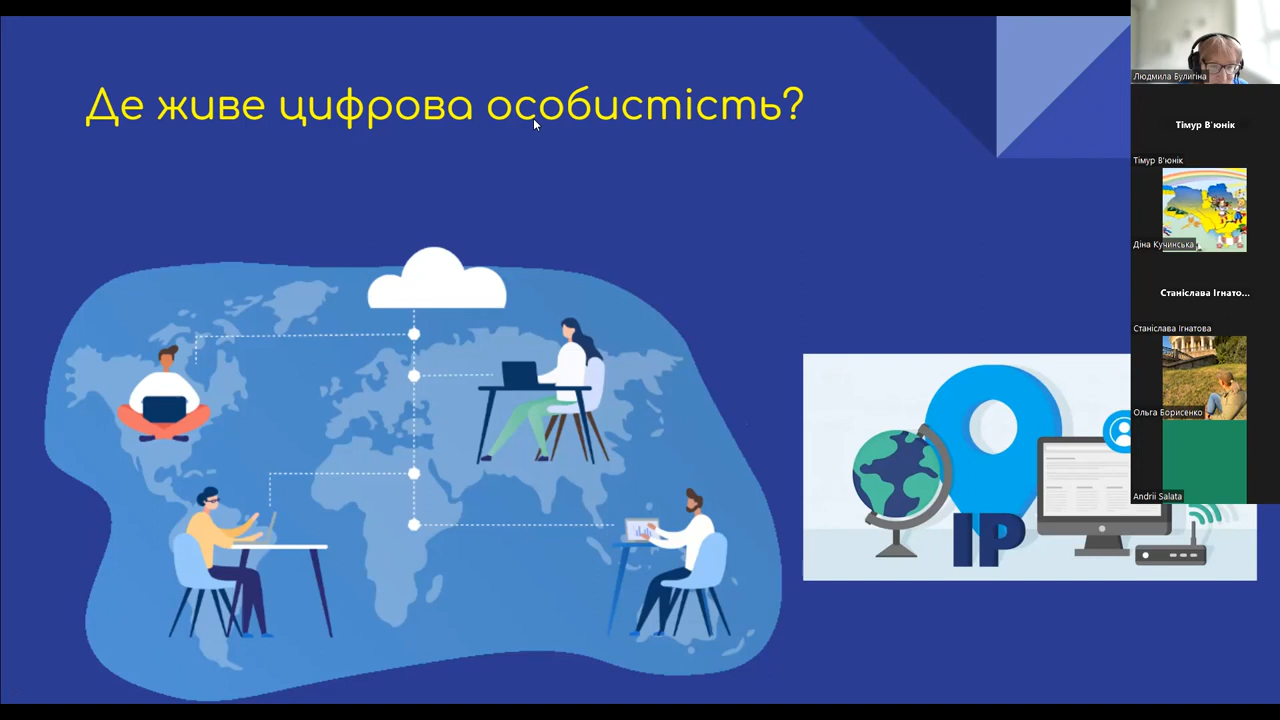 Де живе цифрова особистість?
IP
Людмила Булигіна
Тімур В'юнік
Тімур В'юнік
Діна Кучинська
Станіслава Ігнато...
Станіслава Ігнатова
Ольга Борисенко
Andrii Salata